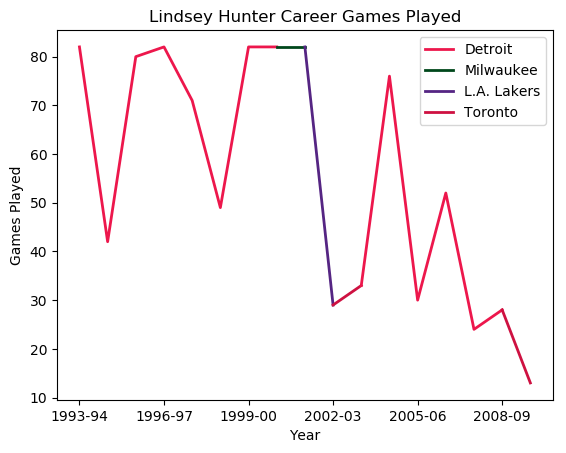 Lindsey Hunter Career Games Played
Detroit
Milwaukee
L.A. Lakers
Toronto
Games Played
80
70
60
50
40
30
20
10
1993-94 1996-97 1999-00 2002-03 2005-06 2008-09
Year